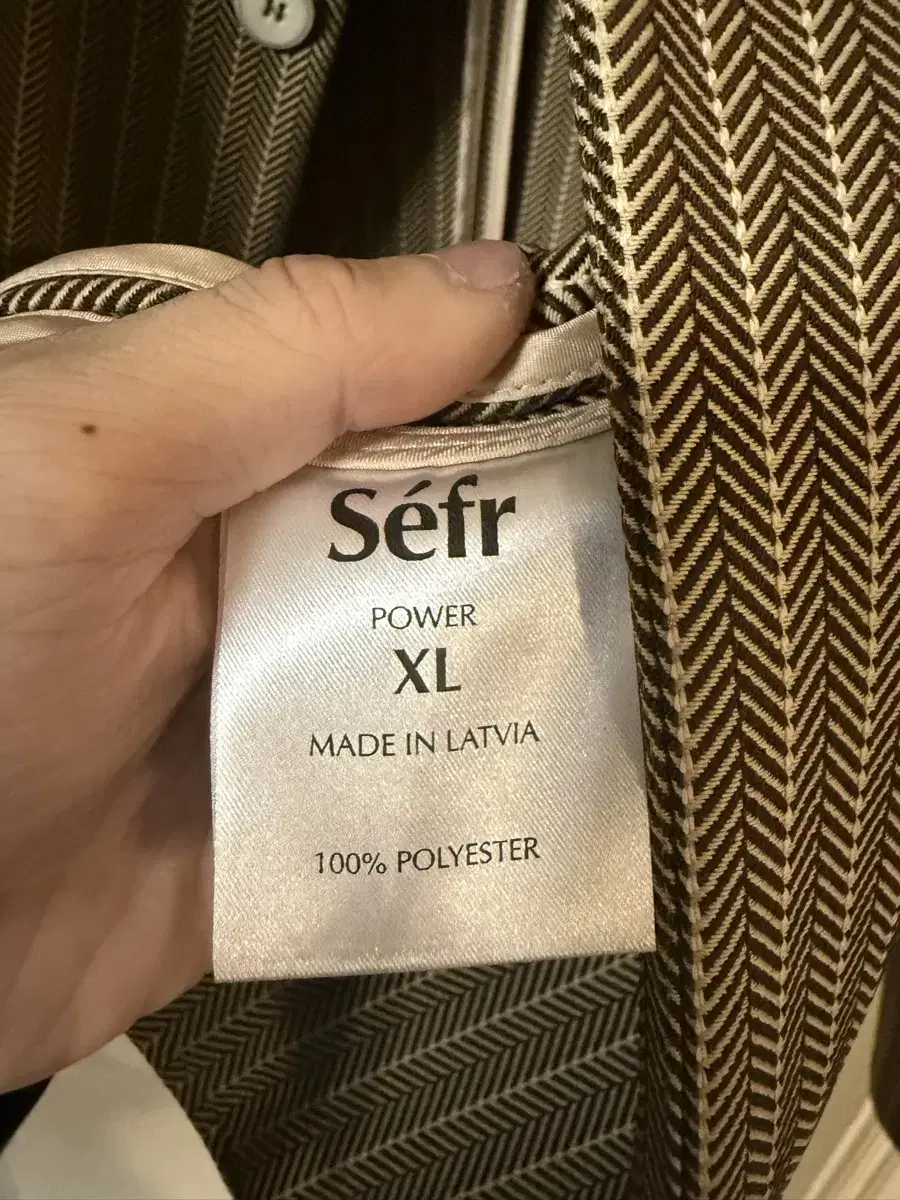 Séfr
POWER
XL
MADE IN LATVIA
100% POLYESTER